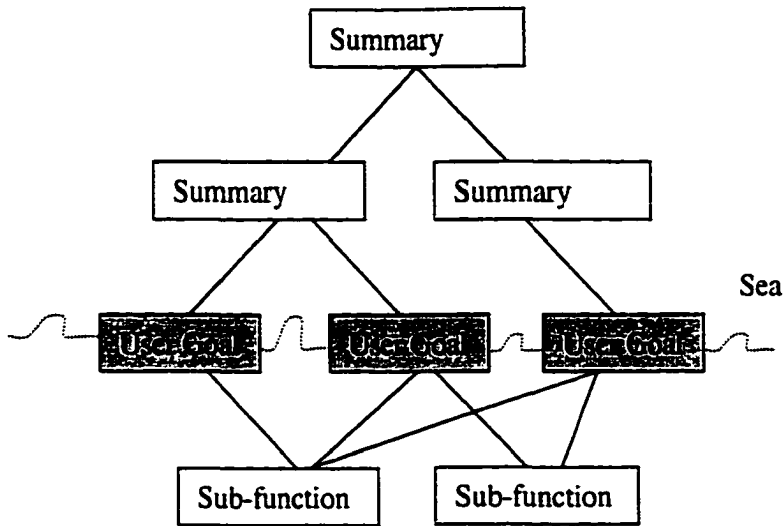 Summary
Summary
Summary
Sea
User Goal
User Goal
User Goal
Sub-function
Sub-function